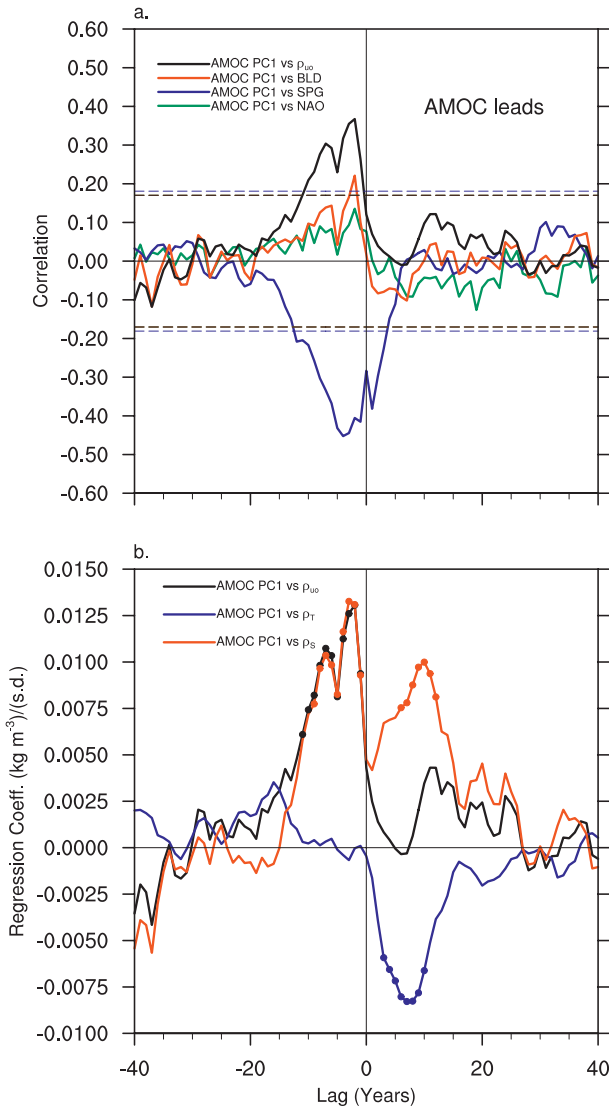 a.
0.60
0.50
0.40
0.30
0.20
0.10
0.00
-0.10
-0.20
-0.30
-0.40
-0.50
-0.60
Correlation
AMOC PC1 vs ρuo
AMOC PC1 vs BLD
AMOC PC1 vs SPG
AMOC PC1 vs NAO
AMOC leads
b.
0.0150
0.0125
0.0100
0.0075
0.0050
0.0025
0.0000
-0.0025
-0.0050
-0.0075
-0.0100
Regression Coeff. (kg m⁻³)/(s.d.)
AMOC PC1 vs ρuo
AMOC PC1 vs ρT
AMOC PC1 vs ρS
-40 -20 0 20 40
Lag (Years)